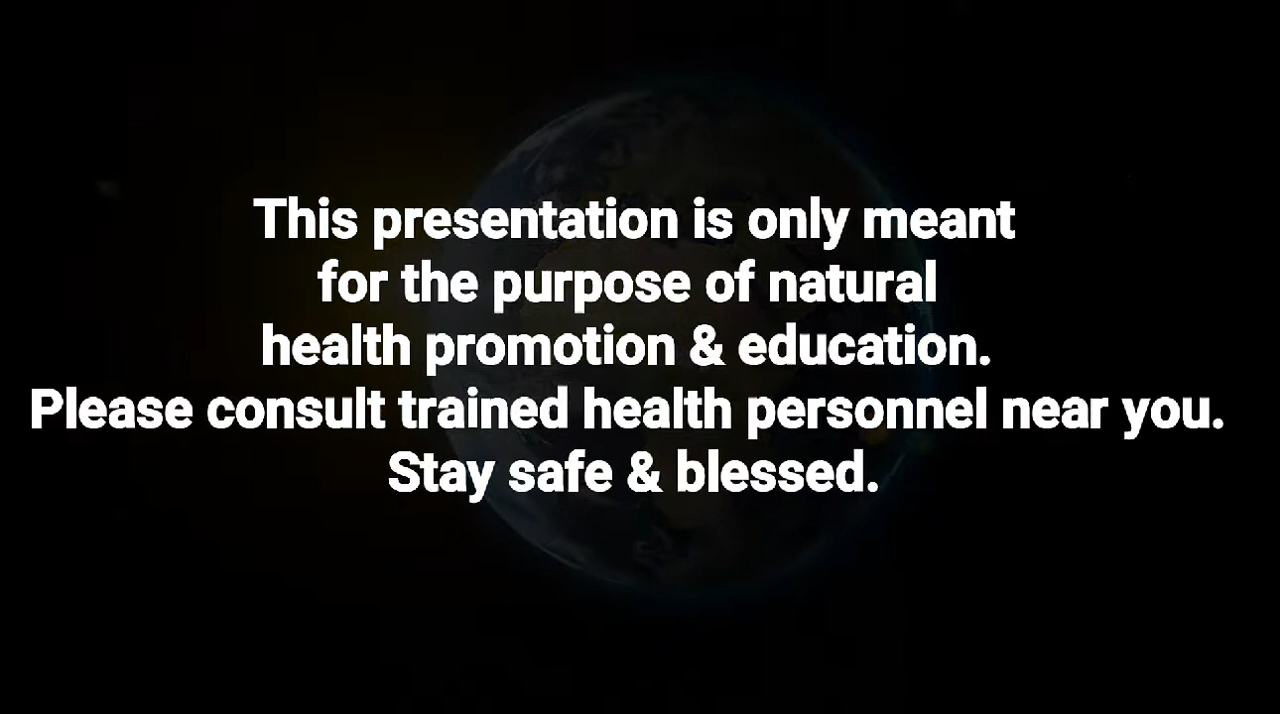 This presentation is only meant
for the purpose of natural
health promotion & education.
Please consult trained health personnel near you.
Stay safe & blessed.